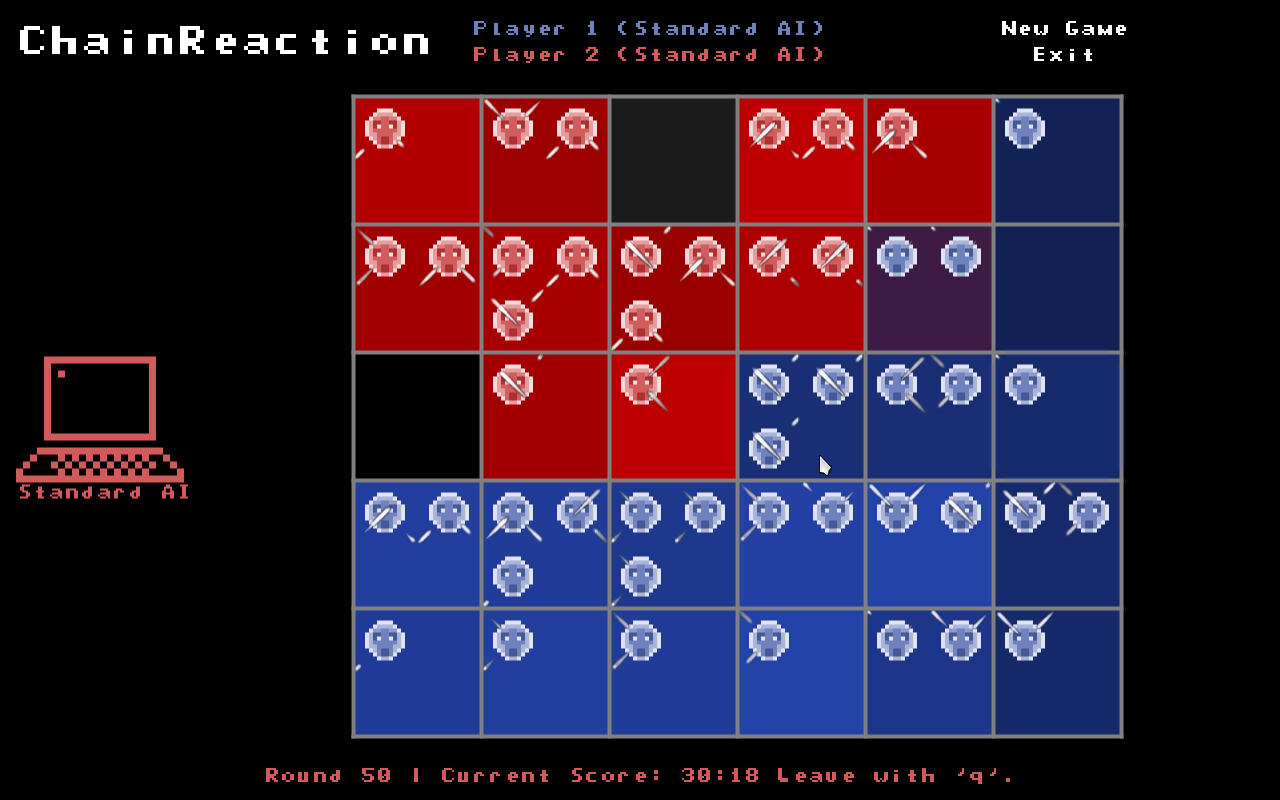 ChainReaction
Player 1 (Standard AI)
Player 2 (Standard AI)
New Game
Exit
Standard AI
Round 50 | Current Score: 30:18 Leave with 'q'.